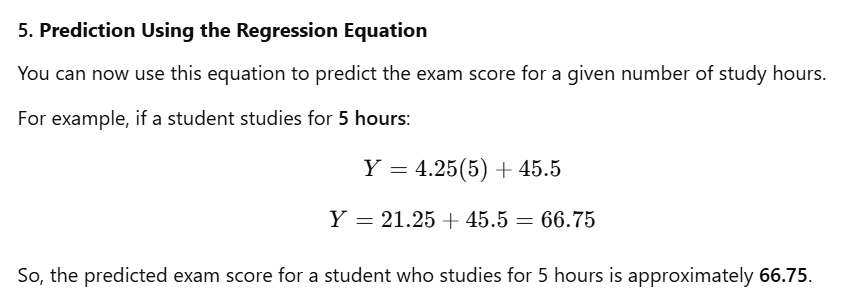 5. Prediction Using the Regression Equation
You can now use this equation to predict the exam score for a given number of study hours.
For example, if a student studies for 5 hours:
Y = 4.25(5) + 45.5
Y = 21.25 + 45.5 = 66.75
So, the predicted exam score for a student who studies for 5 hours is approximately 66.75.